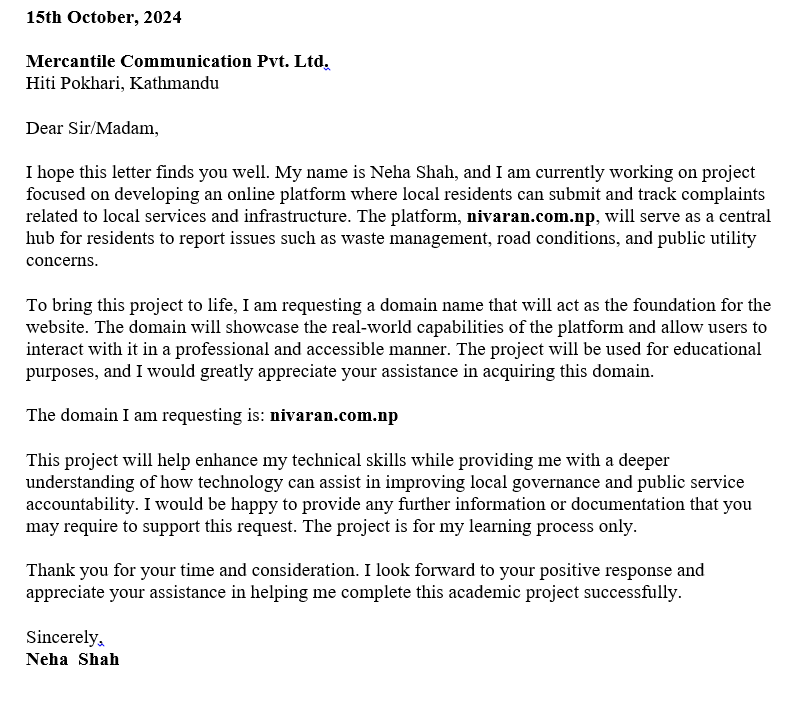 15th October, 2024
Mercantile Communication Pvt. Ltd.
Hiti Pokhari, Kathmandu
Dear Sir/Madam,
I hope this letter finds you well. My name is Neha Shah, and I am currently working on project
focused on developing an online platform where local residents can submit and track complaints
related to local services and infrastructure. The platform, nivaran.com.np, will serve as a central
hub for residents to report issues such as waste management, road conditions, and public utility
concerns.
To bring this project to life, I am requesting a domain name that will act as the foundation for the
website. The domain will showcase the real-world capabilities of the platform and allow users to
interact with it in a professional and accessible manner. The project will be used for educational
purposes, and I would greatly appreciate your assistance in acquiring this domain.
The domain I am requesting is: nivaran.com.np
This project will help enhance my technical skills while providing me with a deeper
understanding of how technology can assist in improving local governance and public service
accountability. I would be happy to provide any further information or documentation that you
may require to support this request. The project is for my learning process only.
Thank you for your time and consideration. I look forward to your positive response and
appreciate your assistance in helping me complete this academic project successfully.
Sincerely,
Neha  Shah